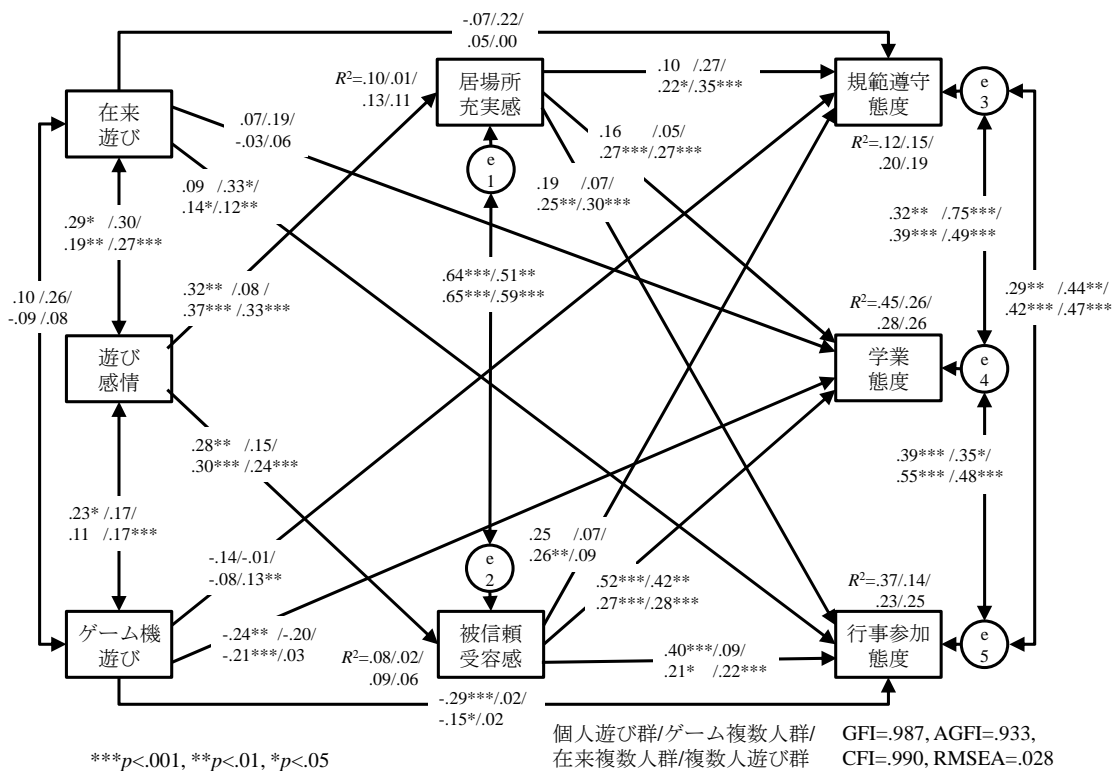 -.07/.22/
.05/.00
R²=.10/.01/
.13/.11
居場所
充実感
.10 /.27/
.22*/.35***
規範遵守
態度
e
3
R²=.12/.15/
.20/.19
在来
遊び
.07/.19/
-.03/.06
.16 /.05/
.27***/.27***
e
1
.09 /.33*/
.14*/.12**
.19 /.07/
.25**/.30***
.29* /.30/
.19** /.27***
.32** /.75***/
.39*** /.49***
.10 /.26/
-.09/.08
.32** /.08 /
.37*** /.33***
.64***/.51**
.65***/.59***
.29** /.44**/
.42*** /.47***
R²=.45/.26/
.28/.26
遊び
感情
学業
態度
e
4
.28** /.15/
.30*** /.24***
.39*** /.35*/
.55*** /.48***
.23* /.17/
.11 /.17***
-.14/-.01/
-.08/.13**
e
2
.25 /.07/
.26**/.09
.52***/.42**
.27***/.28***
R²=.37/.14/
.23/.25
ゲーム機
遊び
-.24** /-.20/
-.21***/.03
R²=.08/.02/
.09/.06
被信頼
受容感
.40***/.09/
.21* /.22***
行事参加
態度
e
5
-.29***/.02/
-.15*/.02
***p<.001, **p<.01, *p<.05
個人遊び群/ゲーム複数人群/
在来複数人群/複数人遊び群
GFI=.987, AGFI=.933,
CFI=.990, RMSEA=.028